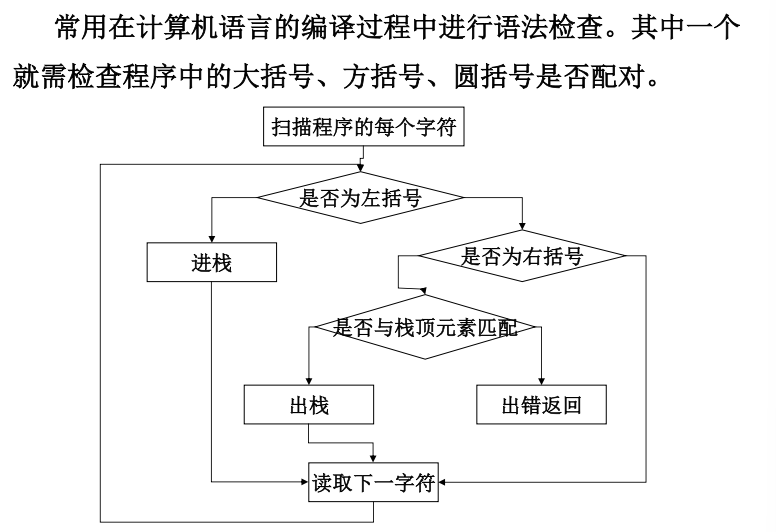 常用在计算机语言的编译过程中进行语法检查。其中一个
就需检查程序中的大括号、方括号、圆括号是否配对。
扫描程序的每个字符
是否为左括号
进栈
是否为右括号
是否与栈顶元素匹配
出栈
出错返回
读取下一字符